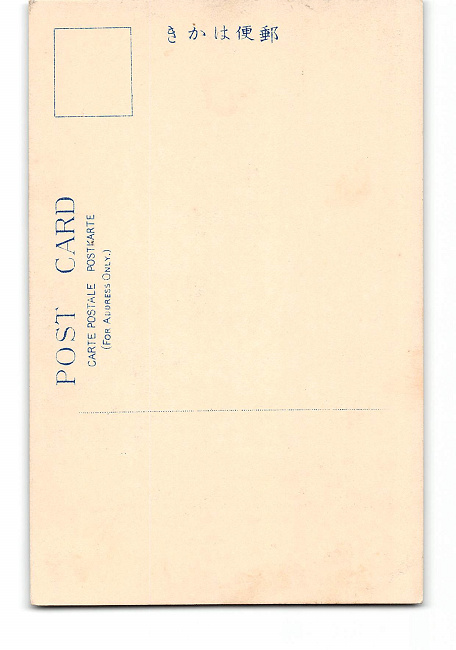 きかは便郵
POST CARD
CARTE POSTALE POSTKARTE
(FOR ADDRESS ONLY.)